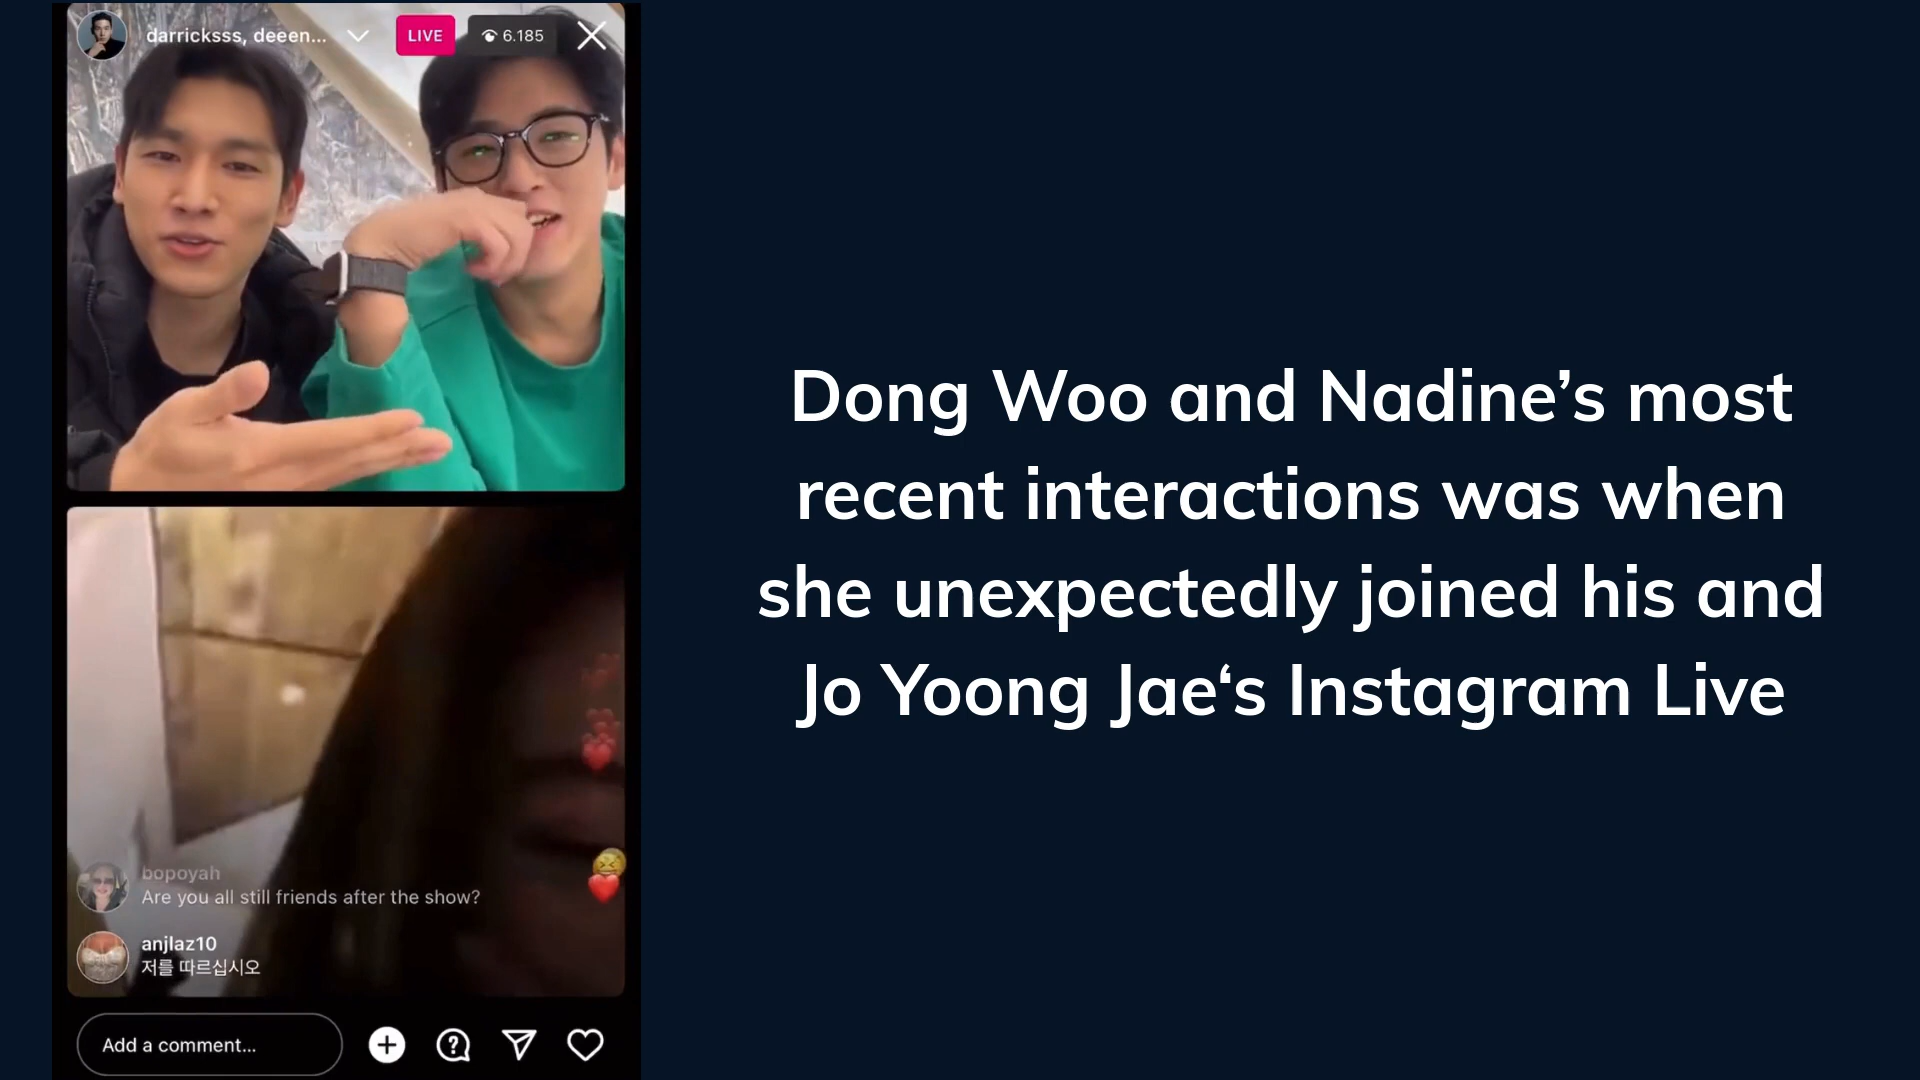 darricksss, deeen...
LIVE
6.185
bopoyah
Are you all still friends after the show?
anjlaz10
저를 따르십시오
Add a comment...
Dong Woo and Nadine’s most
recent interactions was when
she unexpectedly joined his and
Jo Yoong Jae‘s Instagram Live